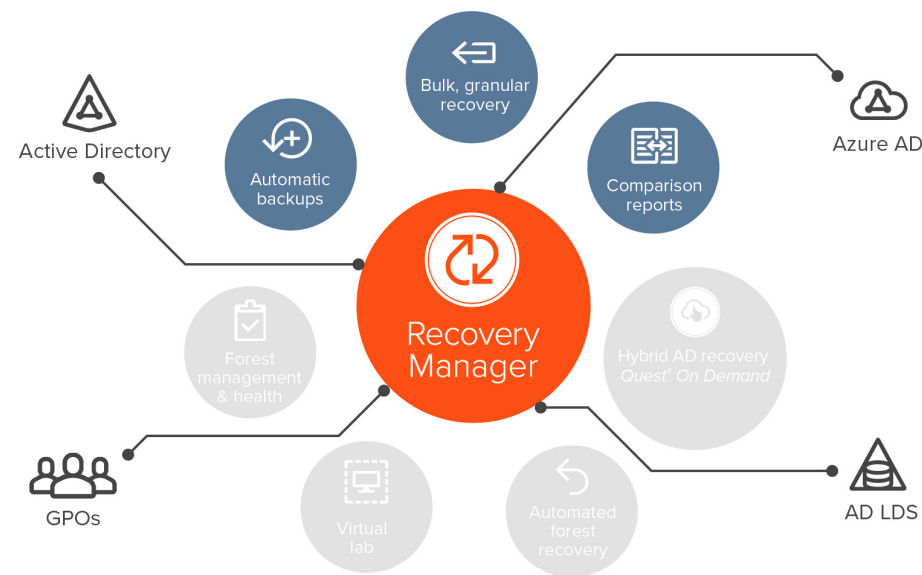 Bulk, granular
recovery
Active Directory
Azure AD
Automatic
backups
Comparison
reports
Recovery
Manager
Forest
management
& health
Hybrid AD recovery
Quest® On Demand
GPOs
Virtual
lab
Automated
forest
recovery
AD LDS